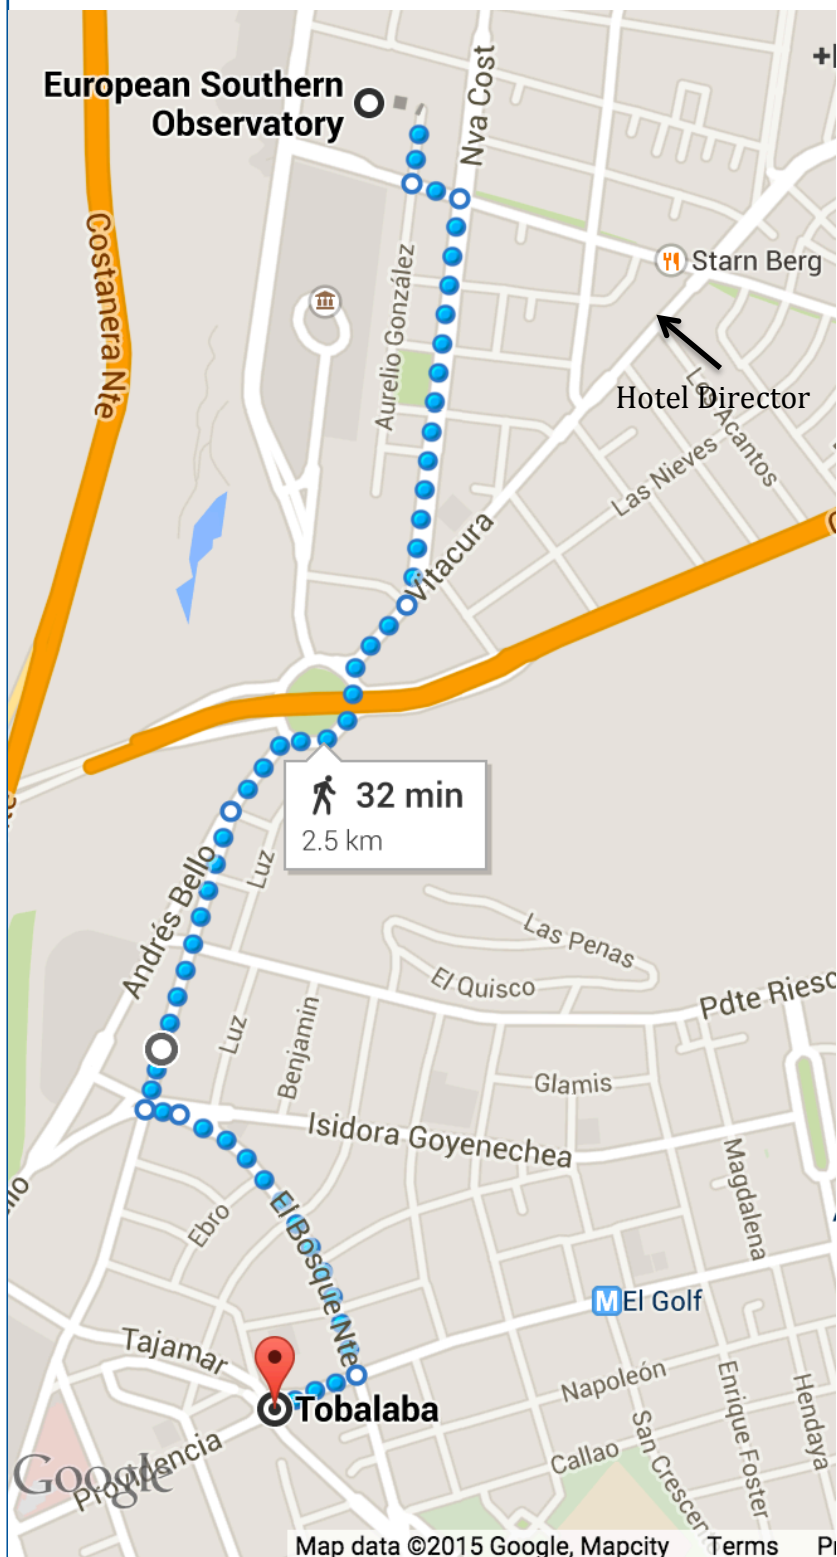 European Southern
Observatory
Nva Cost
Costanera Nte
Starn Berg
Aurelio González
Hotel Director
Los Acantos
Las Nieves
Vitacura
32 min
2.5 km
Luz
Andrés Bello
Las Penas
El Quisco
Pdte Riesc
Luz
Benjamin
Glamis
Isidora Goyenechea
Magdalena
Ebro
El Bosque Nte
M El Golf
Tajamar
Tobalaba
Napoleón
Enrique Foster
Hendaya
Callao
San Crescen
Providencia
Google
Map data ©2015 Google, Mapcity Terms P